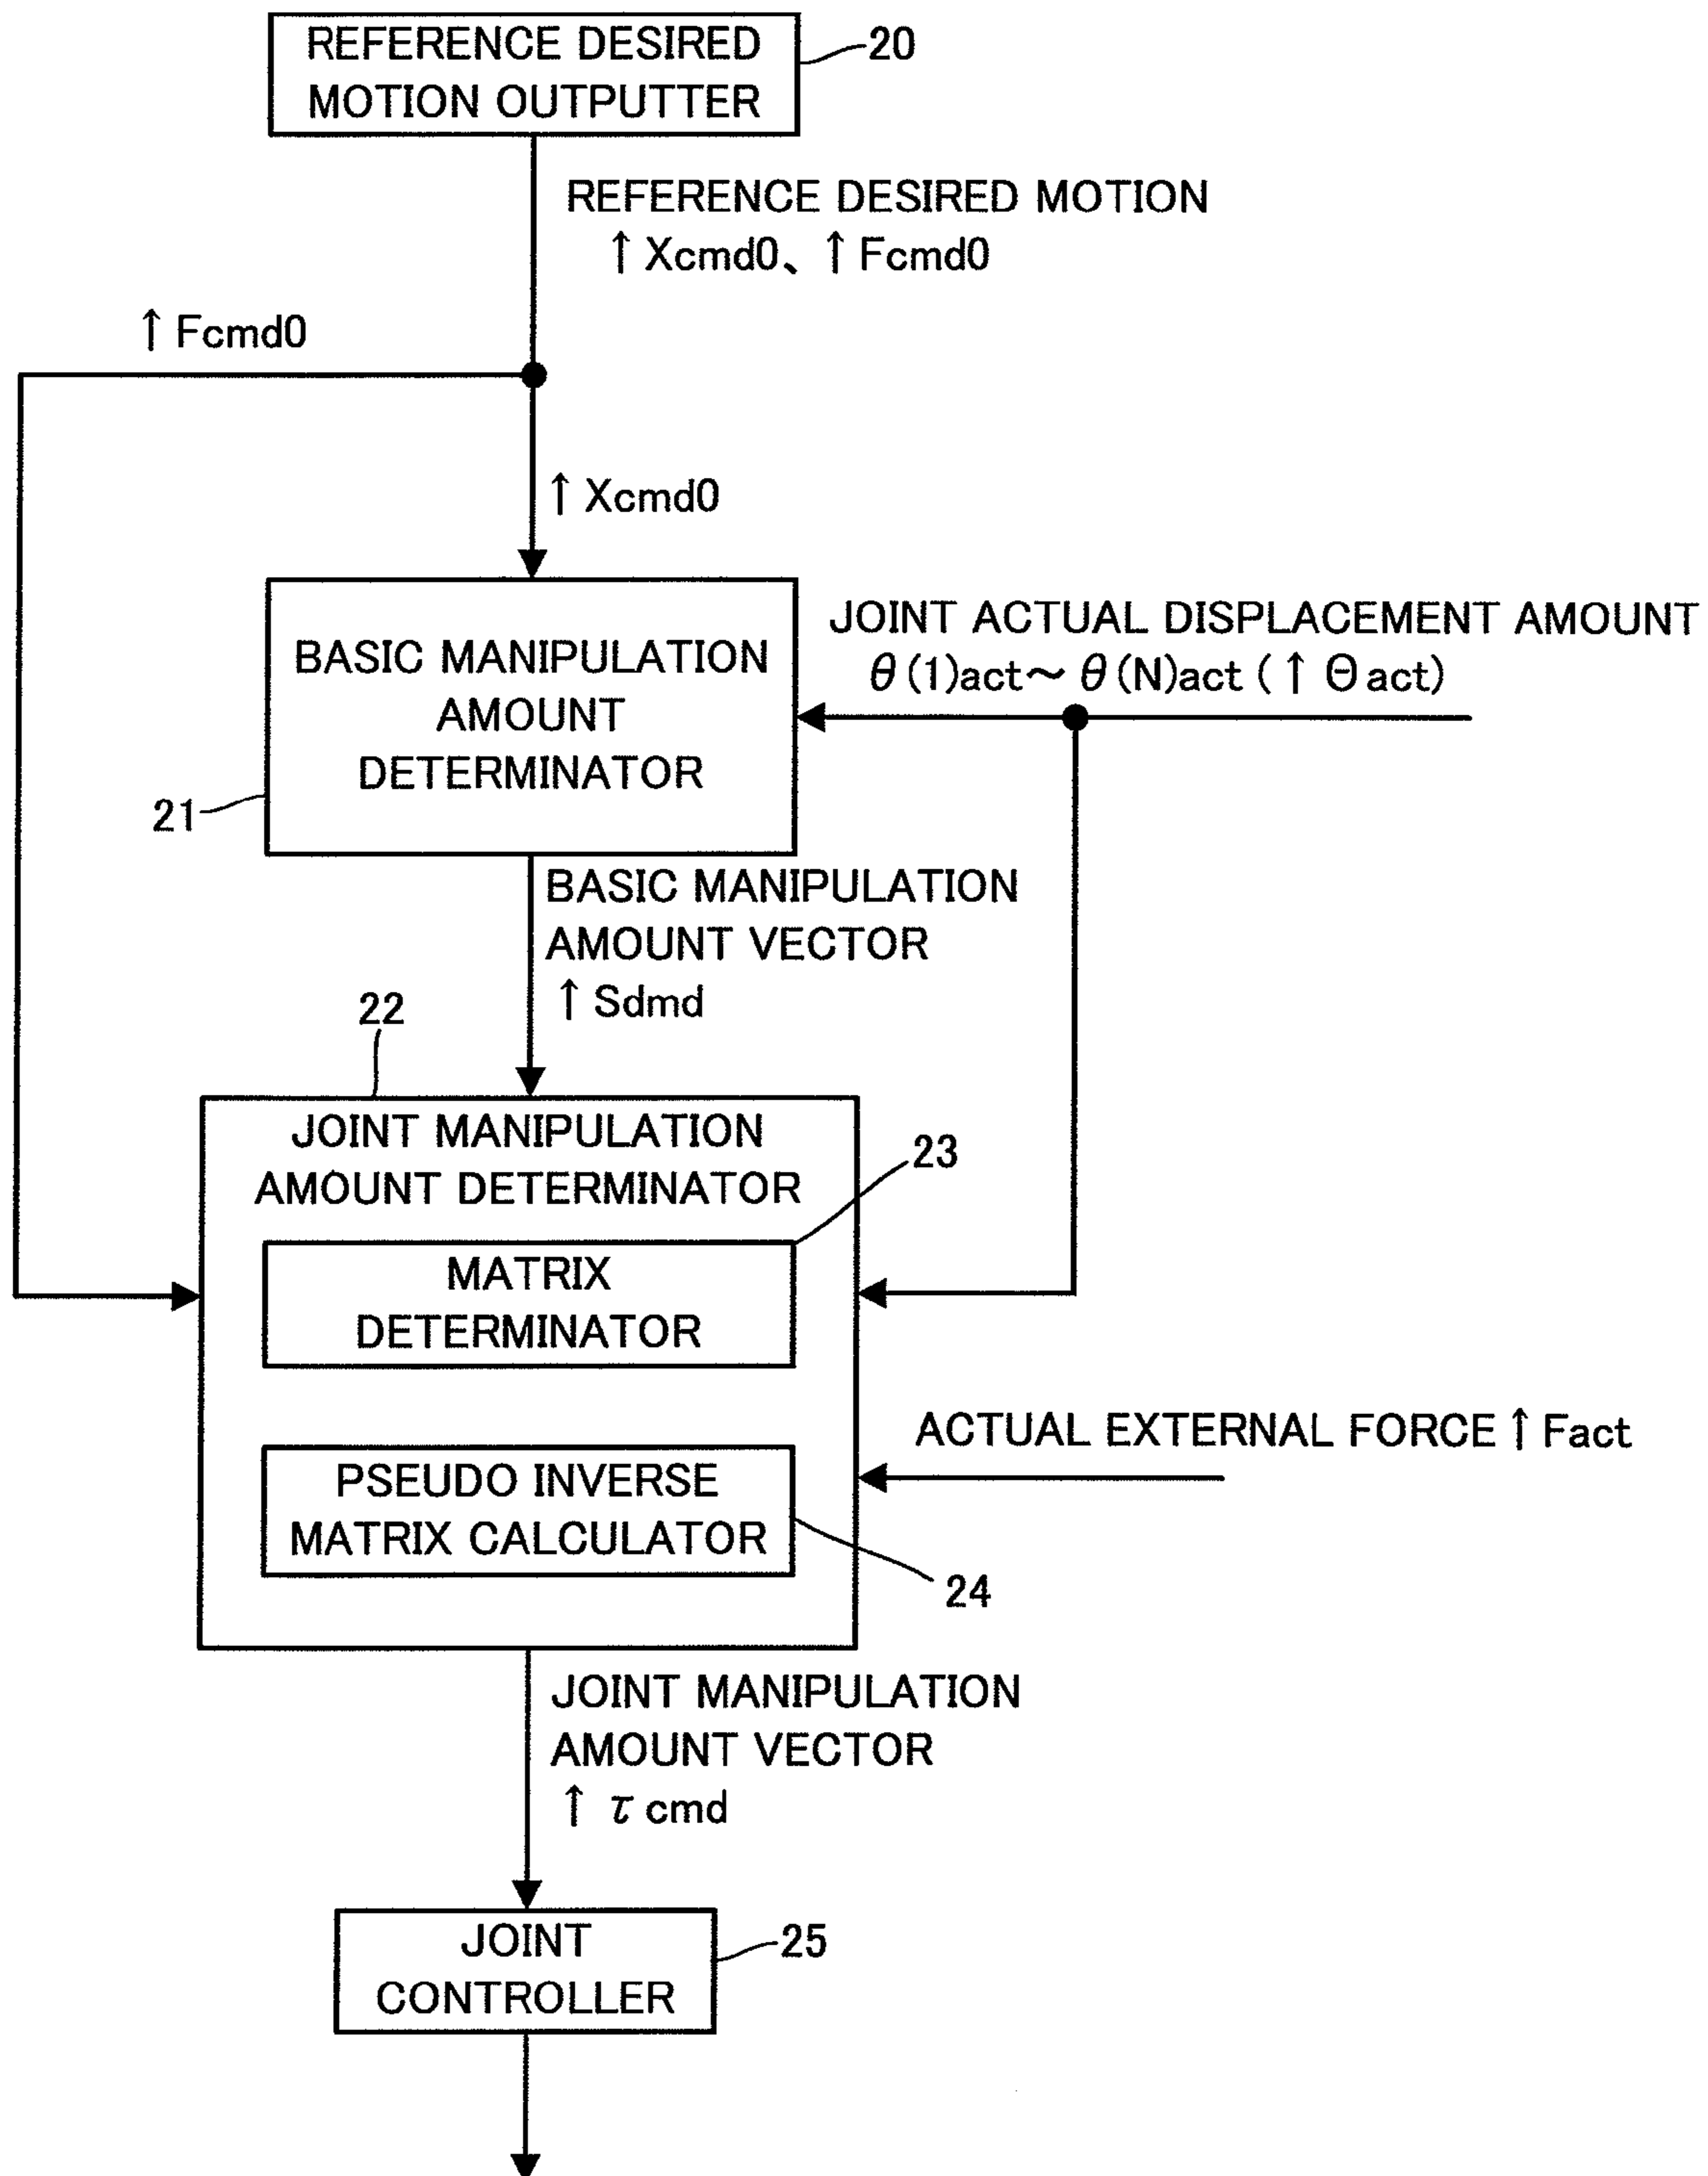 REFERENCE DESIRED
MOTION OUTPUTTER
20
REFERENCE DESIRED MOTION
↑Xcmd0、↑Fcmd0
↑Fcmd0
↑Xcmd0
BASIC MANIPULATION
AMOUNT
DETERMINATOR
21
JOINT ACTUAL DISPLACEMENT AMOUNT
θ(1)act~θ(N)act(↑Θact)
BASIC MANIPULATION
AMOUNT VECTOR
↑Sdmd
22
JOINT MANIPULATION
AMOUNT DETERMINATOR
23
MATRIX
DETERMINATOR
ACTUAL EXTERNAL FORCE↑Fact
PSEUDO INVERSE
MATRIX CALCULATOR
24
JOINT MANIPULATION
AMOUNT VECTOR
↑τcmd
JOINT
CONTROLLER
25